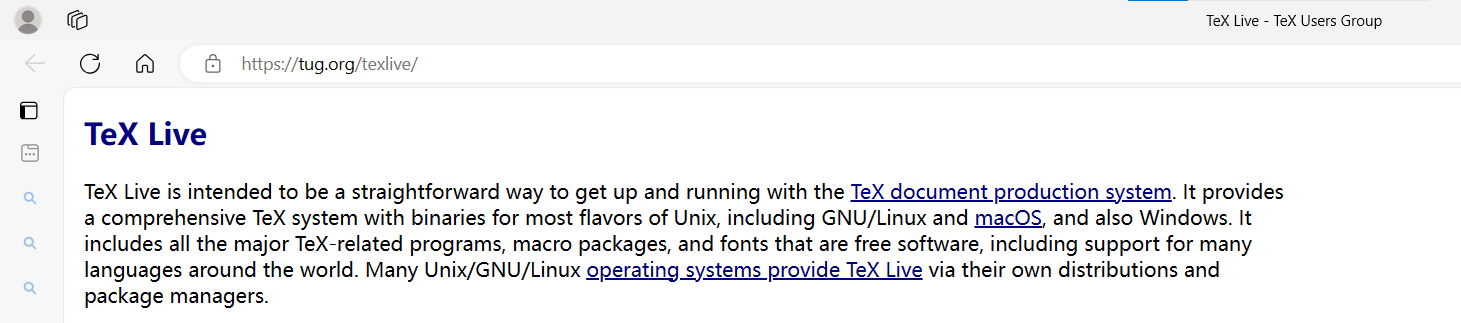 TeX Live - TeX Users Group
https://tug.org/texlive/
TeX Live
TeX Live is intended to be a straightforward way to get up and running with the TeX document production system. It provides
a comprehensive TeX system with binaries for most flavors of Unix, including GNU/Linux and macOS, and also Windows. It
includes all the major TeX-related programs, macro packages, and fonts that are free software, including support for many
languages around the world. Many Unix/GNU/Linux operating systems provide TeX Live via their own distributions and
package managers.